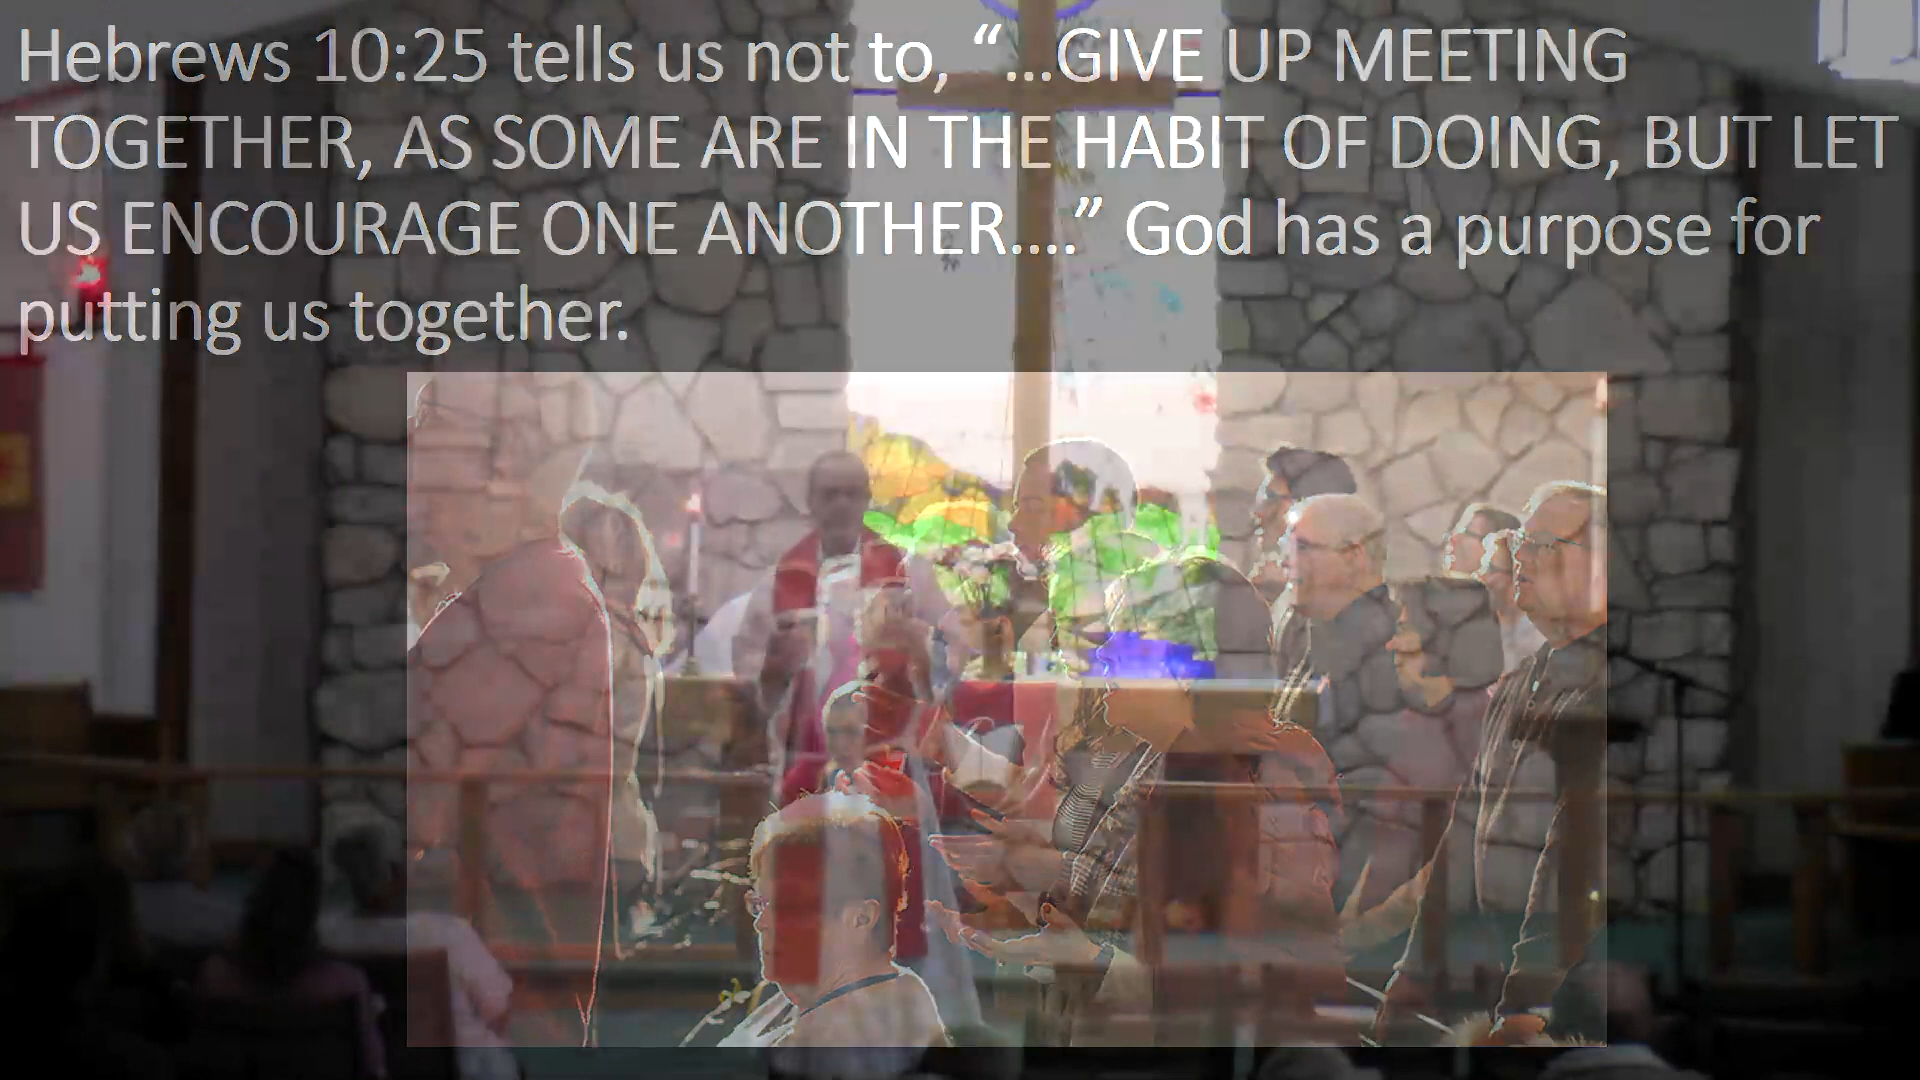 Hebrews 10:25 tells us not to, “...GIVE UP MEETING
TOGETHER, AS SOME ARE IN THE HABIT OF DOING, BUT LET
US ENCOURAGE ONE ANOTHER....” God has a purpose for
putting us together.